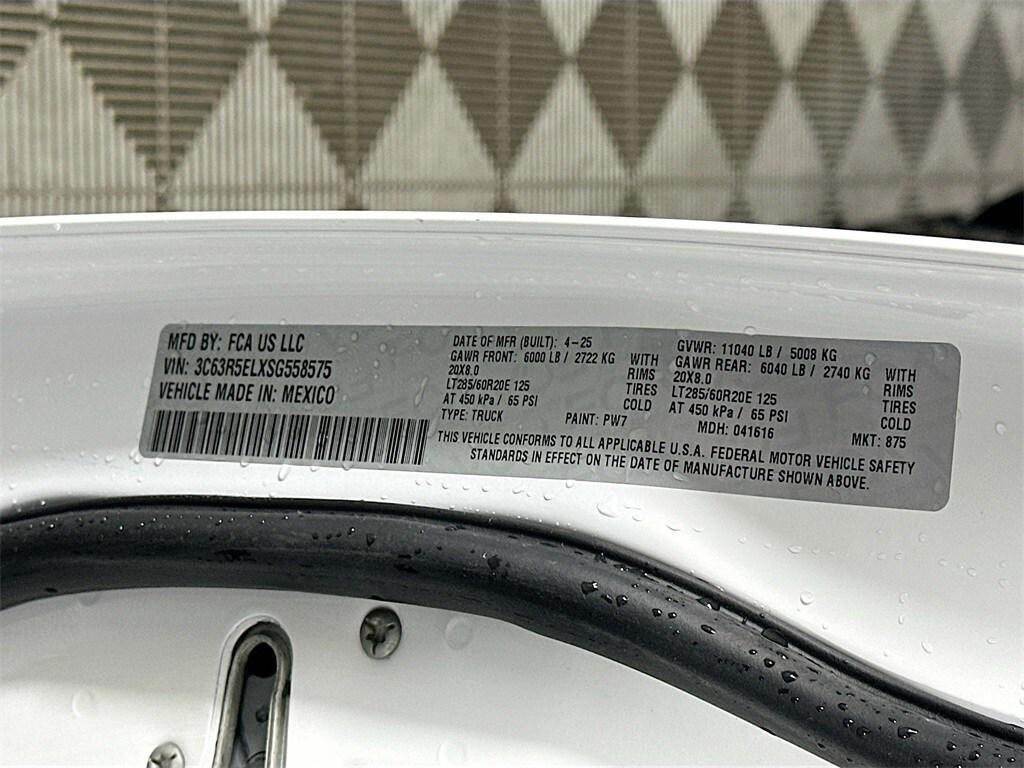 MFD BY: FCA US LLC
VIN: 3C63R5ELXSG558575
VEHICLE MADE IN: MEXICO
DATE OF MFR (BUILT): 4-25
GAWR FRONT: 6000 LB / 2722 KG
20X8.0
LT285/60R20E 125
AT 450 kPa / 65 PSI
WITH
RIMS
TIRES
COLD
TYPE: TRUCK PAINT: PW7
GVWR: 11040 LB / 5008 KG
GAWR REAR: 6040 LB / 2740 KG
20X8.0
LT285/60R20E 125
AT 450 kPa / 65 PSI
WITH
RIMS
TIRES
COLD
MDH: 041616 MKT: 875
THIS VEHICLE CONFORMS TO ALL APPLICABLE U.S.A. FEDERAL MOTOR VEHICLE SAFETY
STANDARDS IN EFFECT ON THE DATE OF MANUFACTURE SHOWN ABOVE.